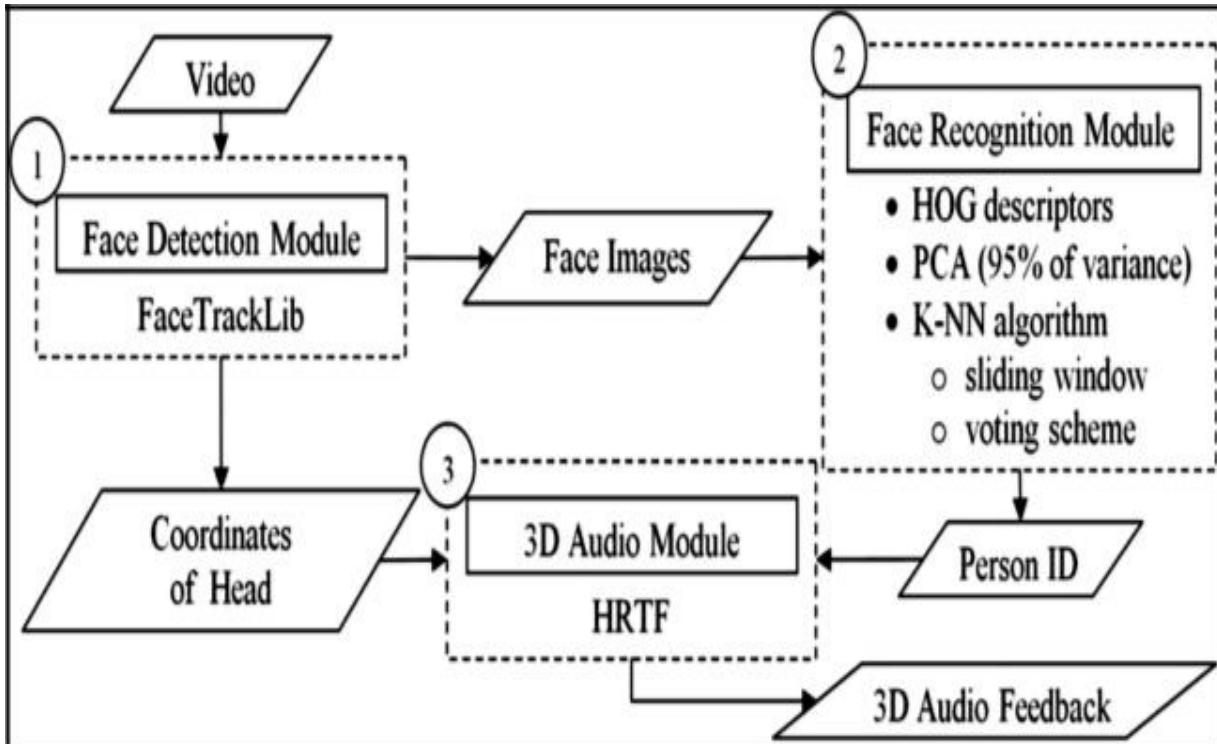 Video
1
Face Detection Module
FaceTrackLib
Face Images
2
Face Recognition Module
• HOG descriptors
• PCA (95% of variance)
• K-NN algorithm
○ sliding window
○ voting scheme
Coordinates
of Head
3
3D Audio Module
HRTF
Person ID
3D Audio Feedback